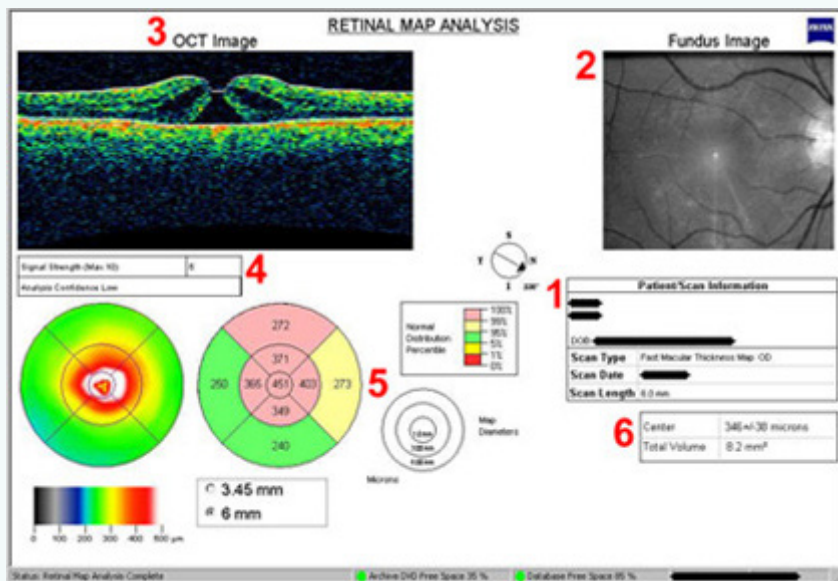 RETINAL MAP ANALYSIS
ZEISS
3
OCT Image
Fundus Image
2
Signal Strength (Max 10) 6
4
Analysis Confidence Low
S
T N
I
1
Patient/Scan Information
DOB:
Scan Type Fast Macular Thickness Map OD
Scan Date
Scan Length 6.0 mm
272
371
250 365 451 403 273
349
240
Normal Distribution Percentile
100%
99%
95%
5%
1%
0%
5
Map Diameters
Microns
6
Center 346+/-38 microns
Total Volume 8.2 mm³
3.45 mm
6 mm
0 100 200 300 400 500 µm
Status: Retinal Map Analysis Complete
Archive DVD Free Space 35 %
Database Free Space 85 %